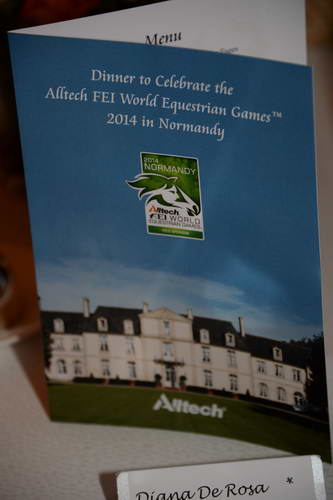 Menu
Dinner to Celebrate the
Alltech FEI World Equestrian Games™
2014 in Normandy
2014
NORMANDY
Alltech
FEI WORLD
EQUESTRIAN GAMES
Alltech®
Diana De Rosa *